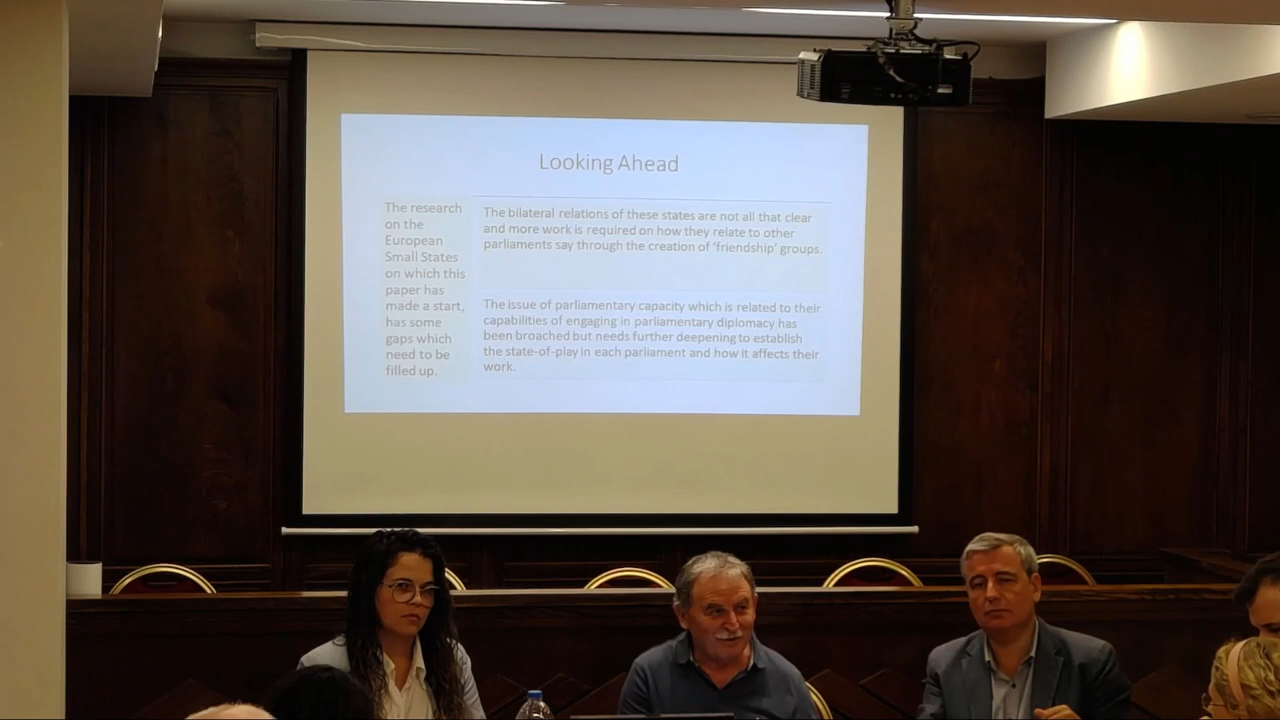 Looking Ahead
The research
on the
European
Small States
on which this
paper has
made a start,
has some
gaps which
need to be
filled up.
The bilateral relations of these states are not all that clear
and more work is required on how they relate to other
parliaments say through the creation of 'friendship' groups.
The issue of parliamentary capacity which is related to their
capabilities of engaging in parliamentary diplomacy has
been broached but needs further deepening to establish
the state-of-play in each parliament and how it affects their
work.